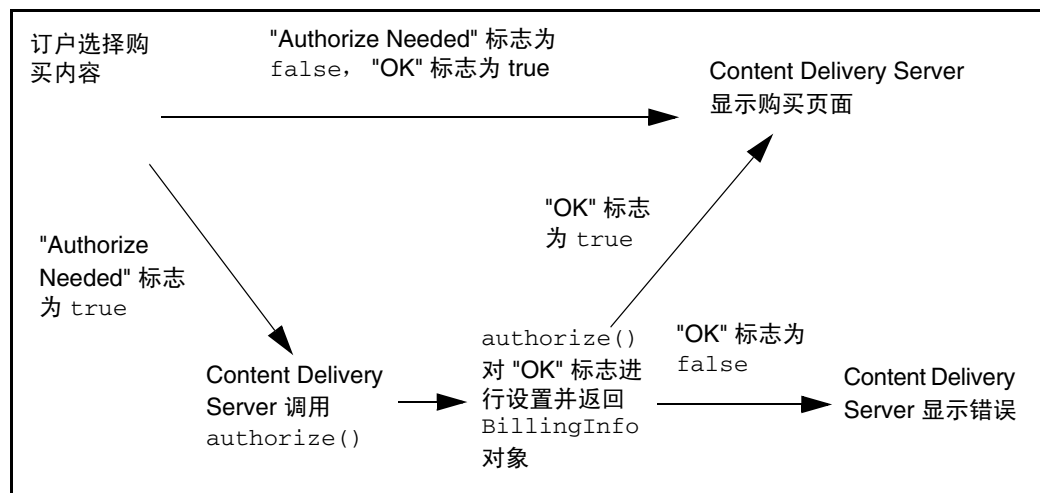 订户选择购
买内容
"Authorize Needed" 标志为
false， "OK" 标志为 true
Content Delivery Server
显示购买页面
"OK" 标志
为 true
"Authorize
Needed" 标志
为 true
Content Delivery
Server 调用
authorize()
authorize()
对 "OK" 标志进
行设置并返回
BillingInfo
对象
"OK" 标志为
false
Content Delivery
Server 显示错误